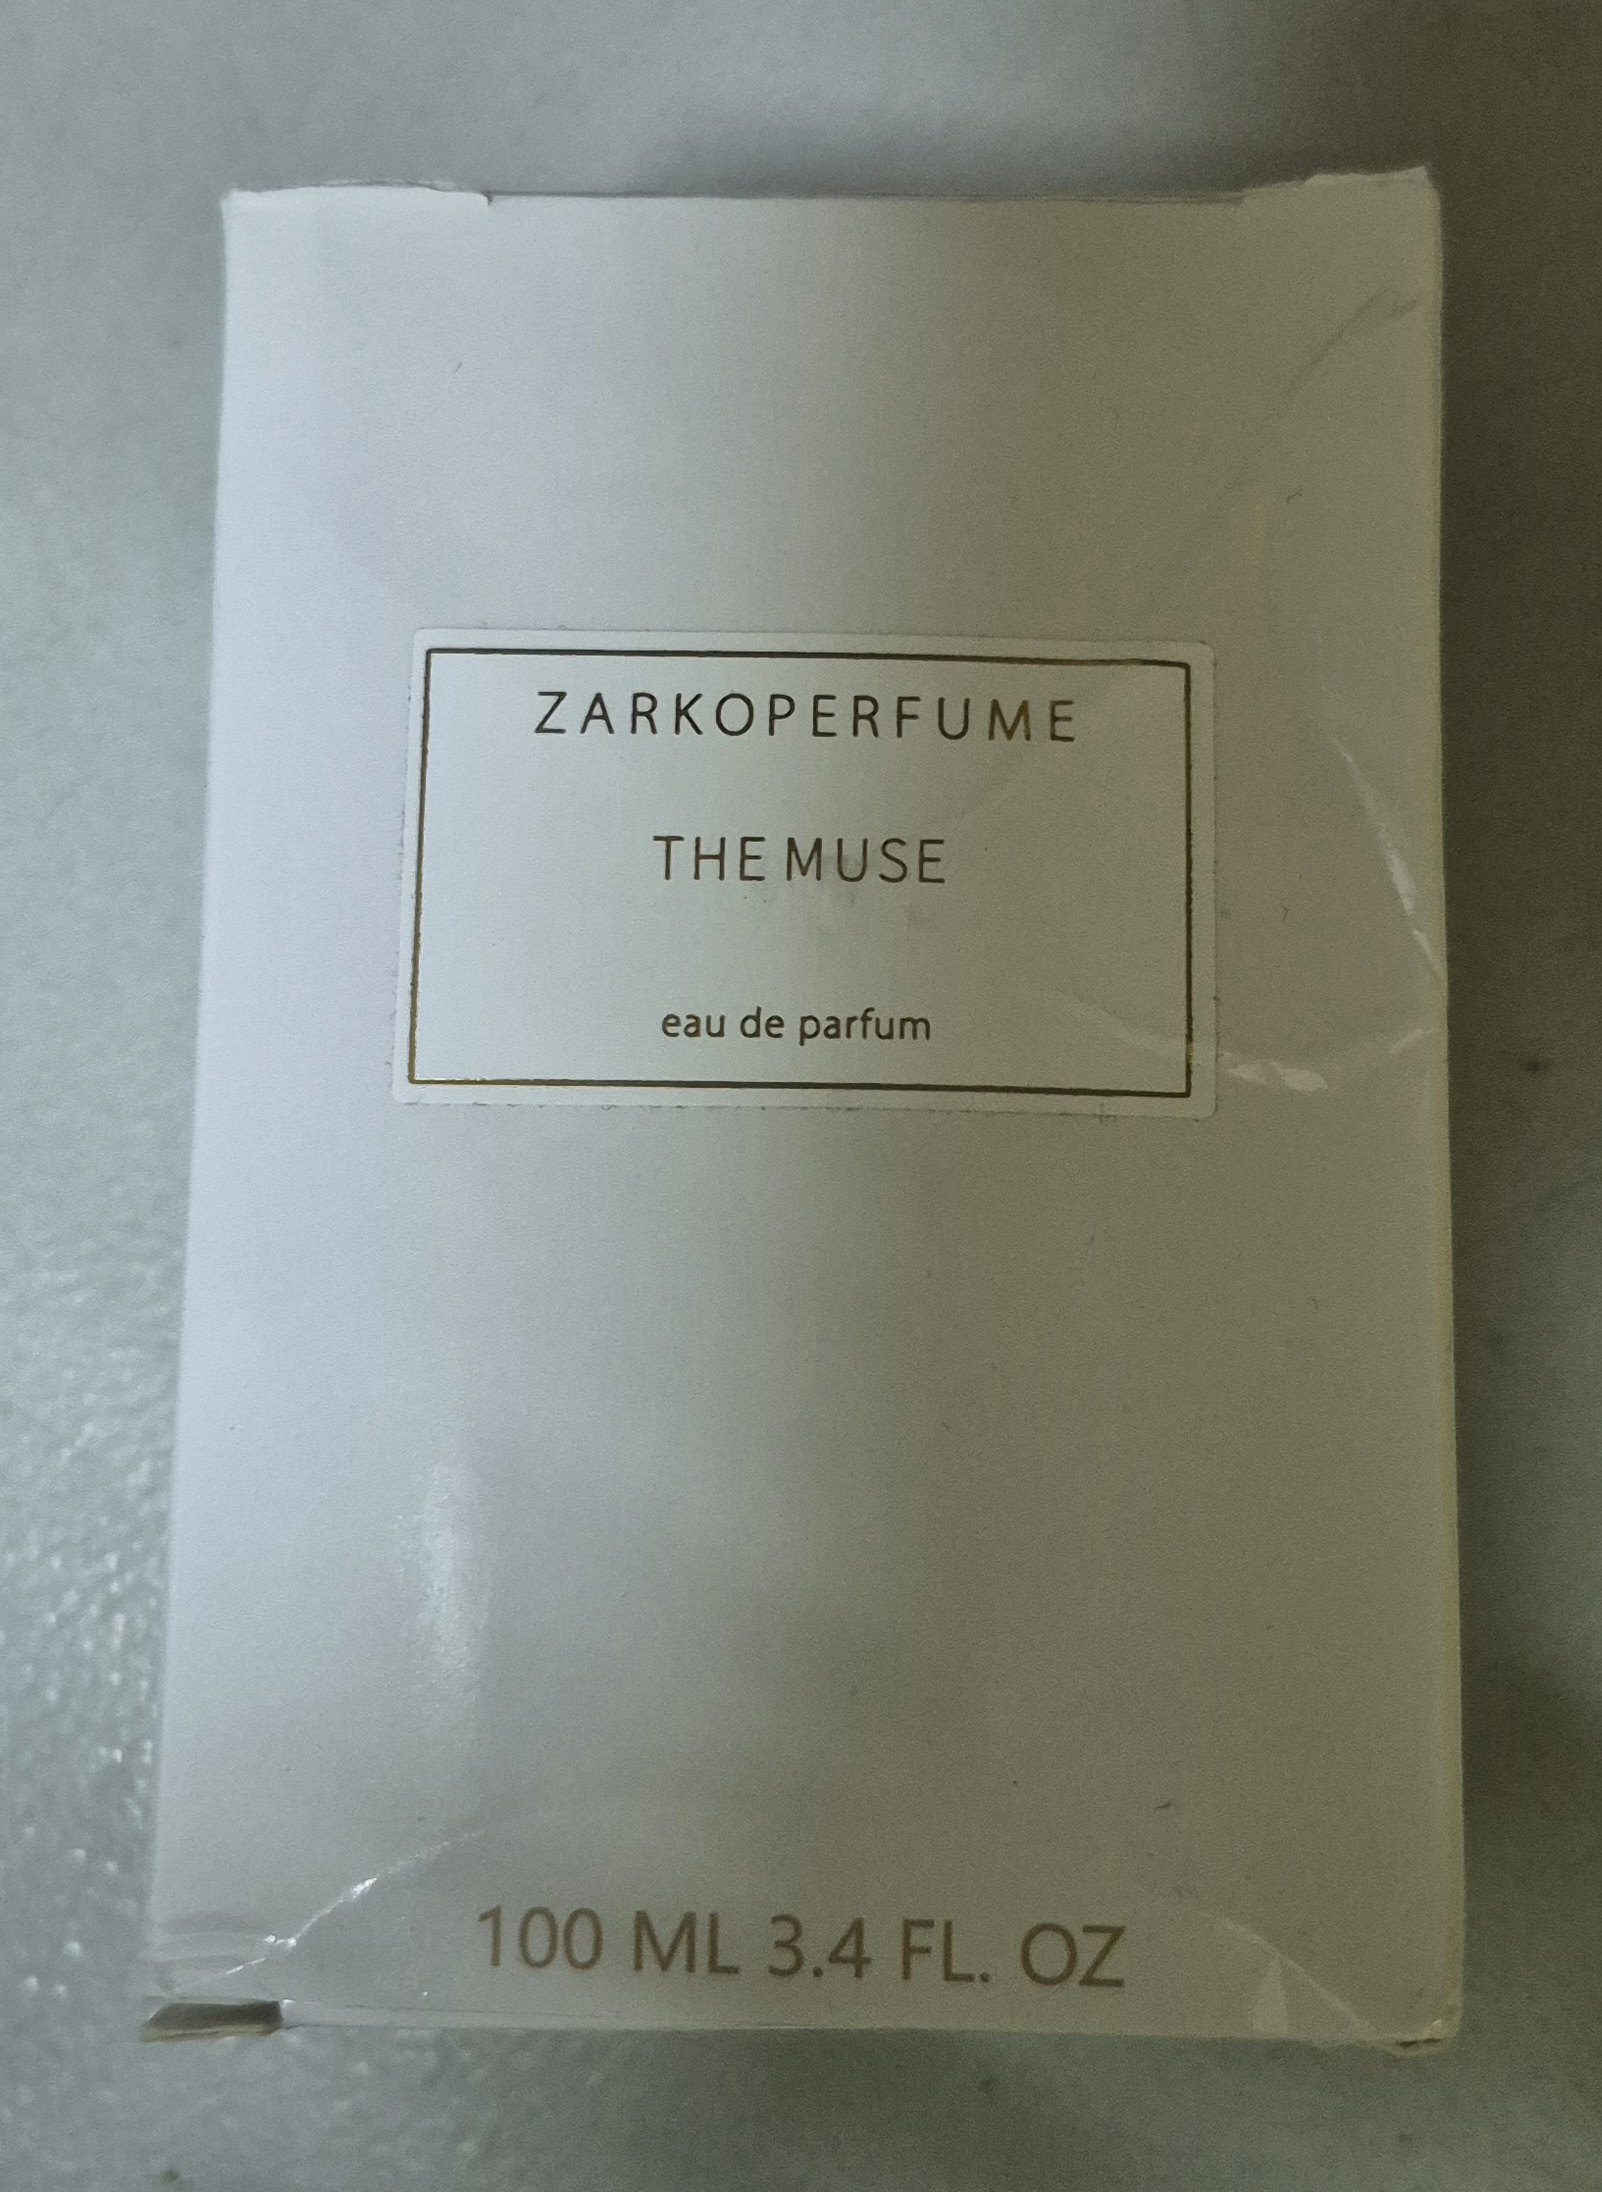 ZARKOPERFUME
THE MUSE
eau de parfum
100 ML 3.4 FL. OZ